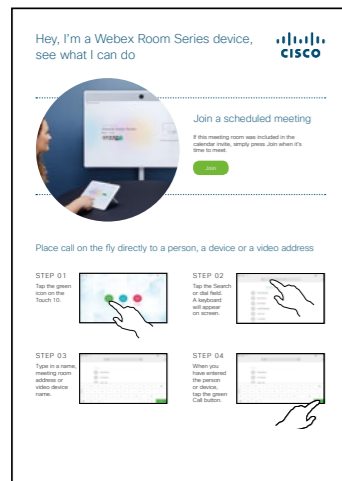 Hey, I'm a Webex Room Series device,
see what I can do
CISCO
Join a scheduled meeting
If this meeting room was included in the
calendar invite, simply press Join when it's
time to meet.
Join
Place call on the fly directly to a person, a device or a video address
STEP 01
Tap the green
icon on the
Touch 10.
STEP 02
Tap the Search
or dial field.
A keyboard
will appear
on screen.
STEP 03
Type in a name,
meeting room
address or
video device
name.
STEP 04
When you
have entered
the person
or device,
tap the green
Call button.